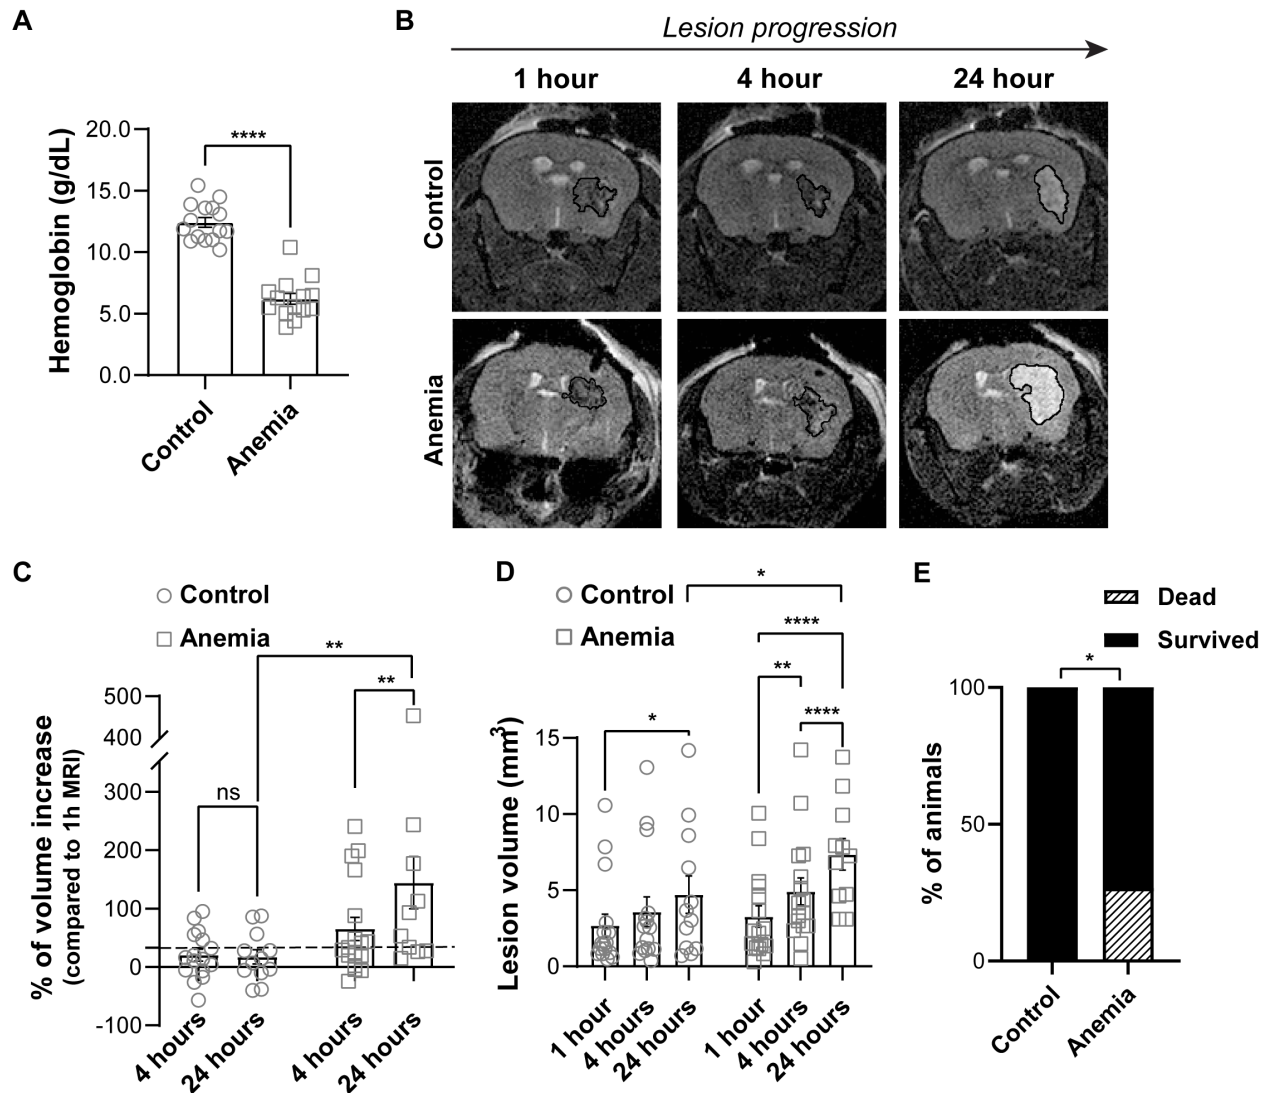 A
20.0
15.0
10.0
5.0
0.0
Hemoglobin (g/dL)
****
Control
Anemia
B
Lesion progression
1 hour
4 hour
24 hour
Control
Anemia
C
Control
Anemia
500
400
300
200
100
0
-100
% of volume increase
(compared to 1h MRI)
ns
**
**
4 hours
24 hours
4 hours
24 hours
D
Control
Anemia
15
10
5
0
Lesion volume (mm³)
*
*
****
**
****
1 hour
4 hours
24 hours
1 hour
4 hours
24 hours
E
Dead
Survived
100
50
0
% of animals
*
Control
Anemia